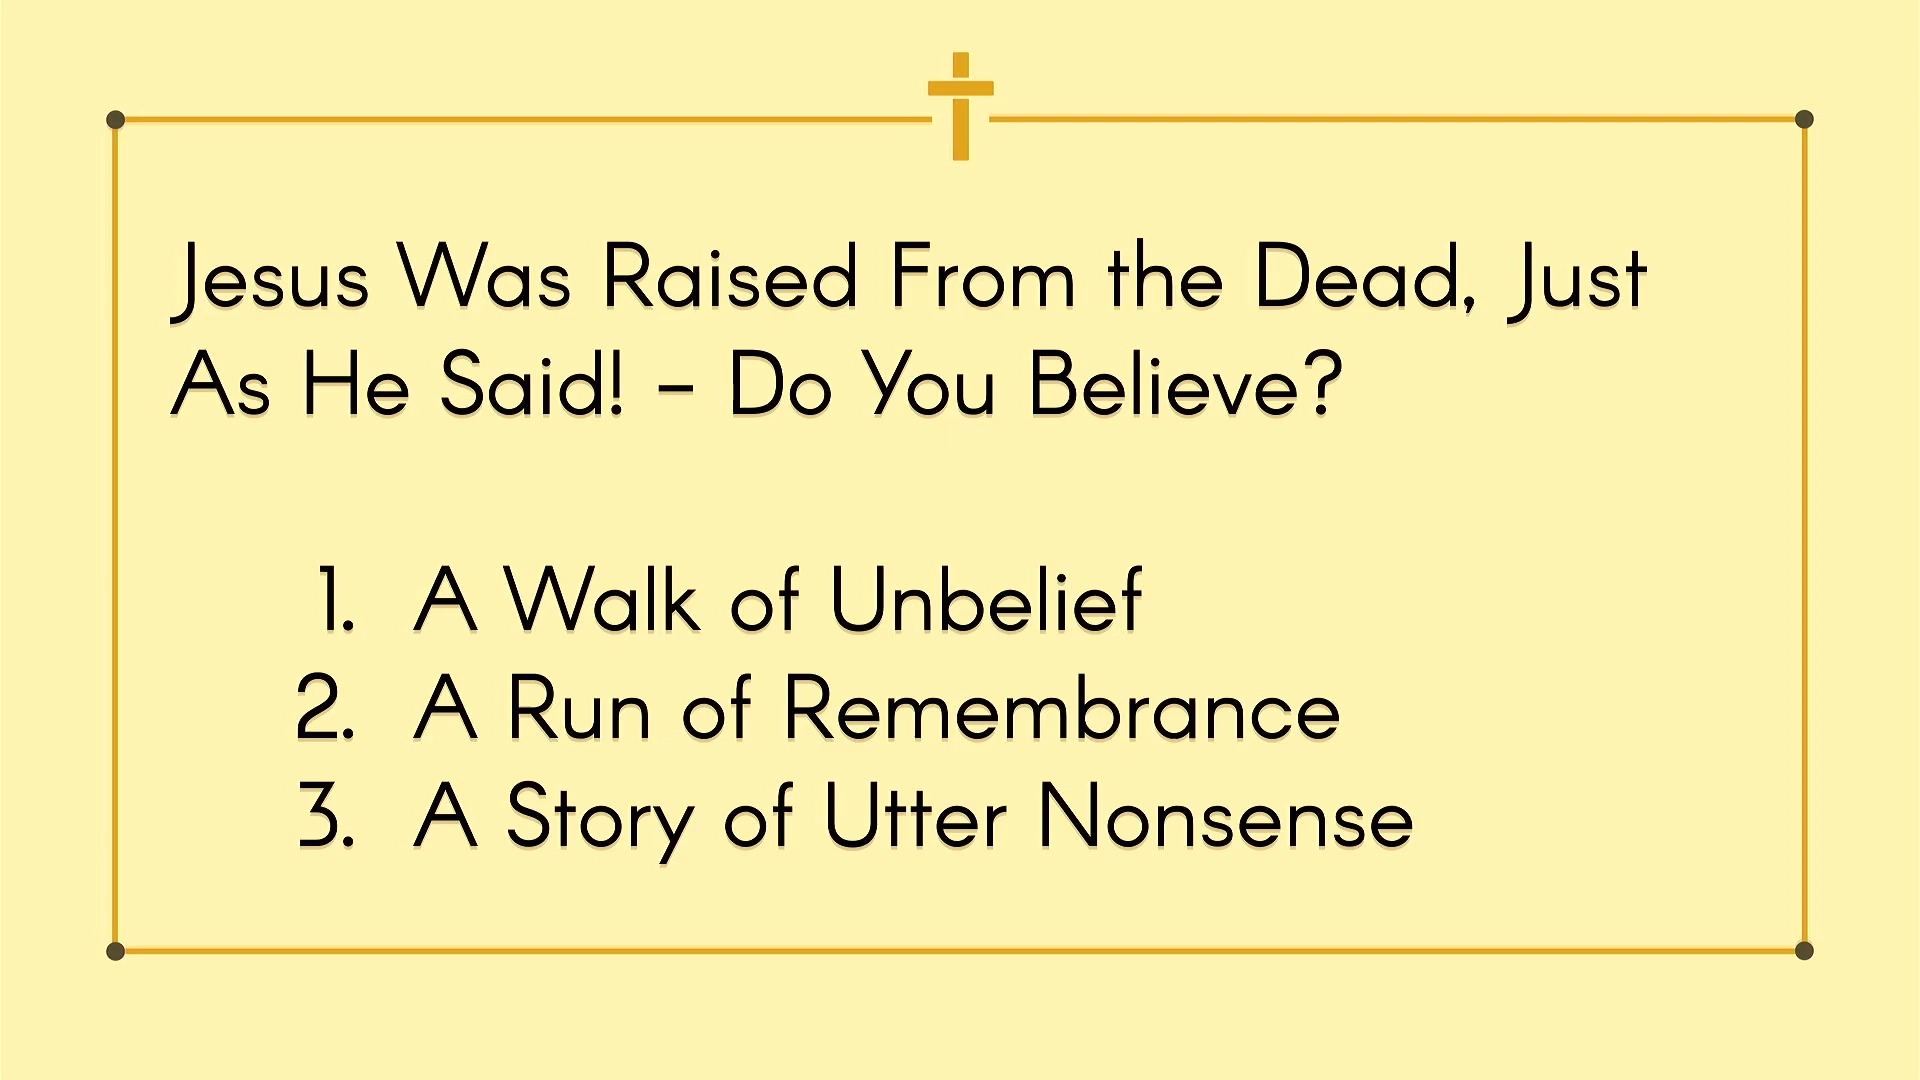 Jesus Was Raised From the Dead, Just
As He Said! - Do You Believe?
1. A Walk of Unbelief
2. A Run of Remembrance
3. A Story of Utter Nonsense